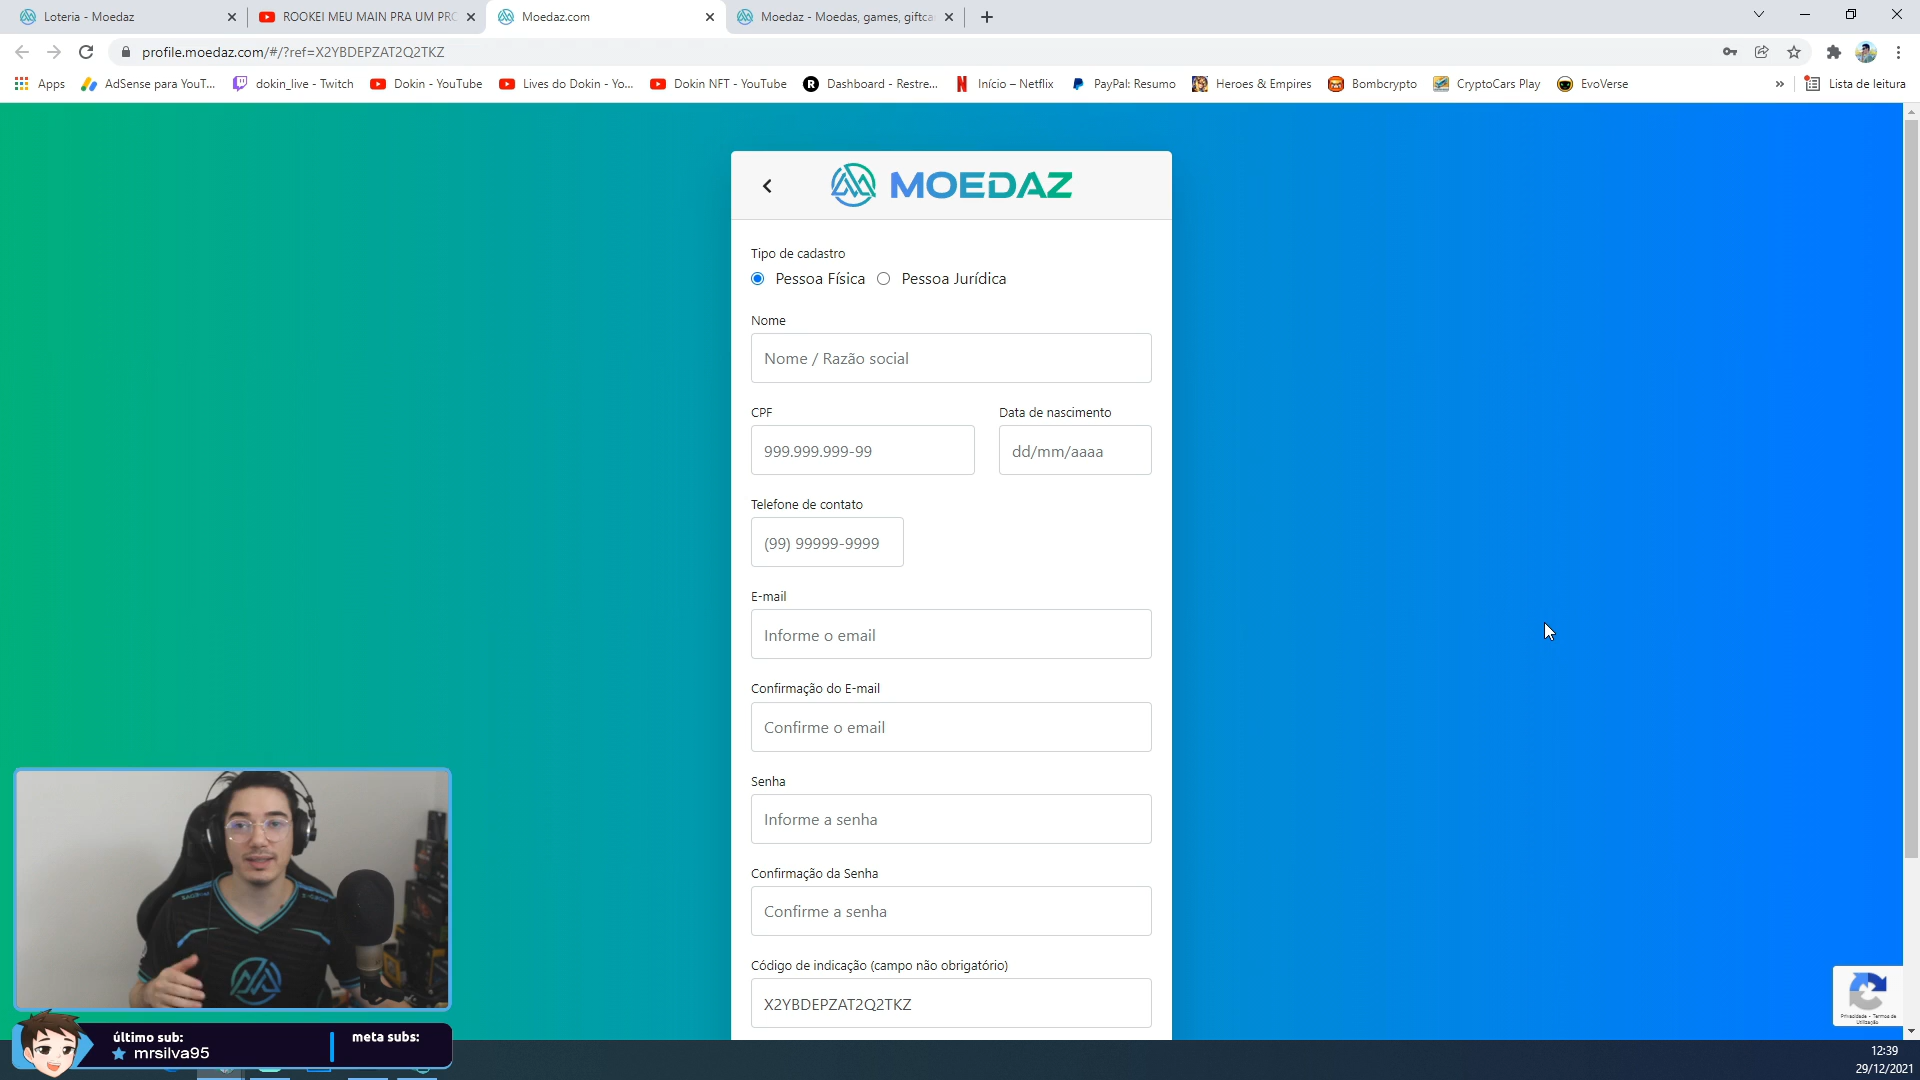 Loteria - Moedaz
ROOKEI MEU MAIN PRA UM PRO
Moedaz.com
Moedaz - Moedas, games, giftca
profile.moedaz.com/#/?ref=X2YBDEPZAT2Q2TKZ
Apps
AdSense para YouT...
dokin_live - Twitch
Dokin - YouTube
Lives do Dokin - Yo...
Dokin NFT - YouTube
Dashboard - Restre...
Início – Netflix
PayPal: Resumo
Heroes & Empires
Bombcrypto
CryptoCars Play
EvoVerse
»
Lista de leitura
MOEDAZ
Tipo de cadastro
Pessoa Física
Pessoa Jurídica
Nome
Nome / Razão social
CPF
Data de nascimento
999.999.999-99
dd/mm/aaaa
Telefone de contato
(99) 99999-9999
E-mail
Informe o email
Confirmação do E-mail
Confirme o email
Senha
Informe a senha
Confirmação da Senha
Confirme a senha
Código de indicação (campo não obrigatório)
X2YBDEPZAT2Q2TKZ
Privacidade - Termos de
Utilização
último sub:
mrsilva95
meta subs:
12:39
29/12/2021